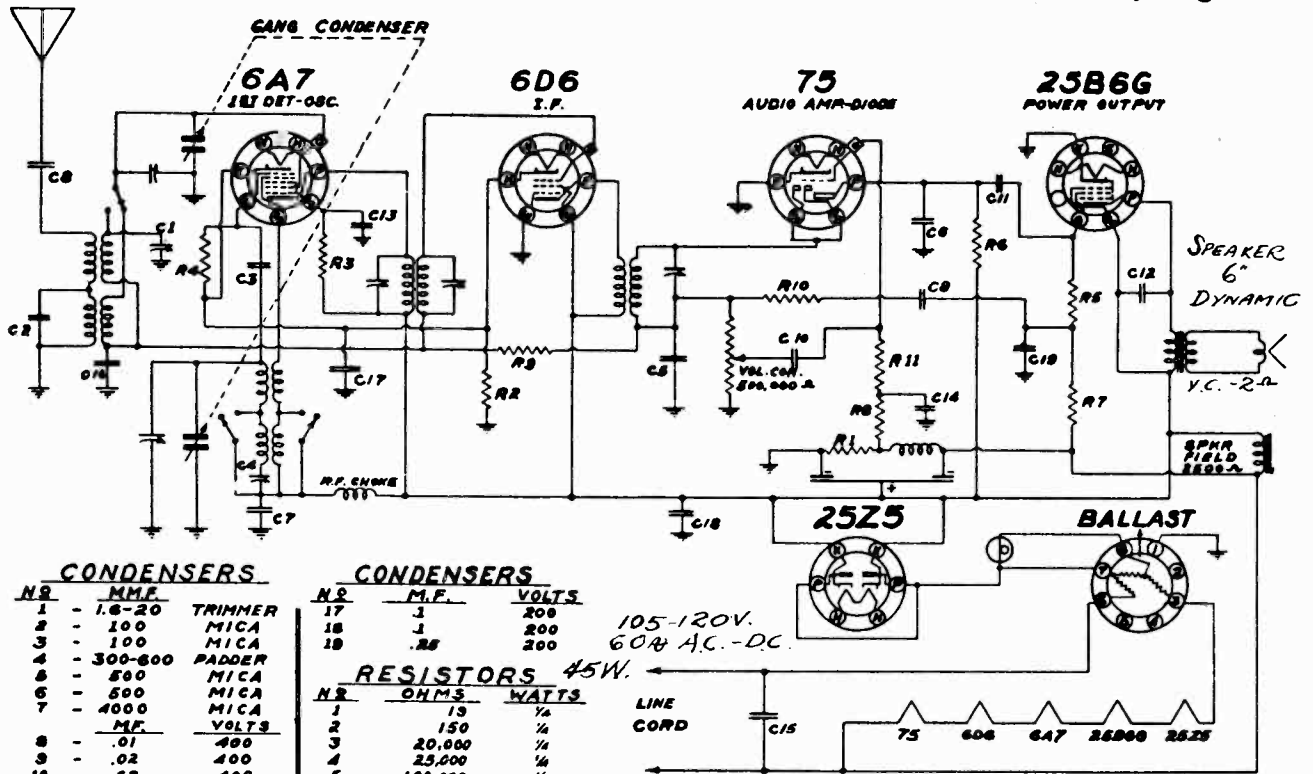 GANG CONDENSER
6A7
1ST DET-OSC.
6D6
I.F.
75
AUDIO AMP-DIODE
25B6G
POWER OUTPUT
C8
C1
C2
C16
R4
C3
R3
C13
C17
R9
R2
C4
C7
R.F. CHOKE
C5
R10
C10
VOL. CON.
500,000 Ω
C9
R11
R8
C14
R1
C6
R6
C11
C19
R5
R7
C12
SPEAKER
6"
DYNAMIC
V.C. -2Ω
SPKR
FIELD
2500 Ω
C18
25Z5
BALLAST
CONDENSERS
NO MMF.
1 - 1.6-20 TRIMMER
2 - 100 MICA
3 - 100 MICA
4 - 300-600 PADDER
5 - 500 MICA
6 - 500 MICA
7 - 4000 MICA
MF. VOLTS
8 - .01 400
9 - .02 400
CONDENSERS
NO M.F. VOLTS
17 .1 200
18 .1 200
19 .25 200
RESISTORS
NO OHMS WATTS
1 19 ¼
2 150 ¼
3 20,000 ¼
4 25,000 ¼
105-120V.
60~ A.C.-D.C.
45W.
LINE
CORD
C15
75 6D6 6A7 25B6G 25Z5